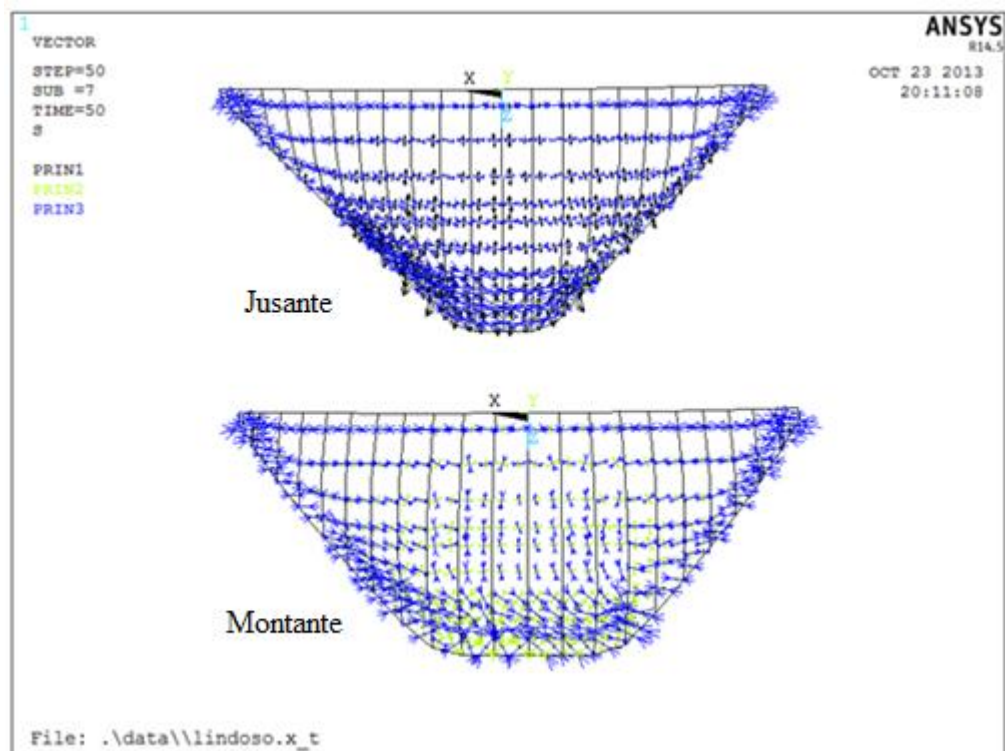 1
VECTOR
STEP=50
SUB =7
TIME=50
S
PRIN1
PRIN2
PRIN3
ANSYS
R14.5
OCT 23 2013
20:11:08
X Y
Z
Jusante
X Y
Z
Montante
File: .\data\\lindoso.x_t